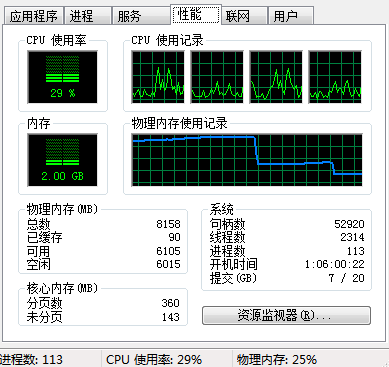 应用程序 进程 服务 性能 联网 用户
CPU 使用率 CPU 使用记录
29 %
内存 物理内存使用记录
2.00 GB
物理内存(MB)
总数 8158
已缓存 90
可用 6105
空闲 6015
系统
句柄数 52920
线程数 2314
进程数 113
开机时间 1:06:00:22
提交(GB) 7 / 20
核心内存(MB)
分页数 360
未分页 143
资源监视器(R)...
进程数: 113 CPU 使用率: 29% 物理内存: 25%